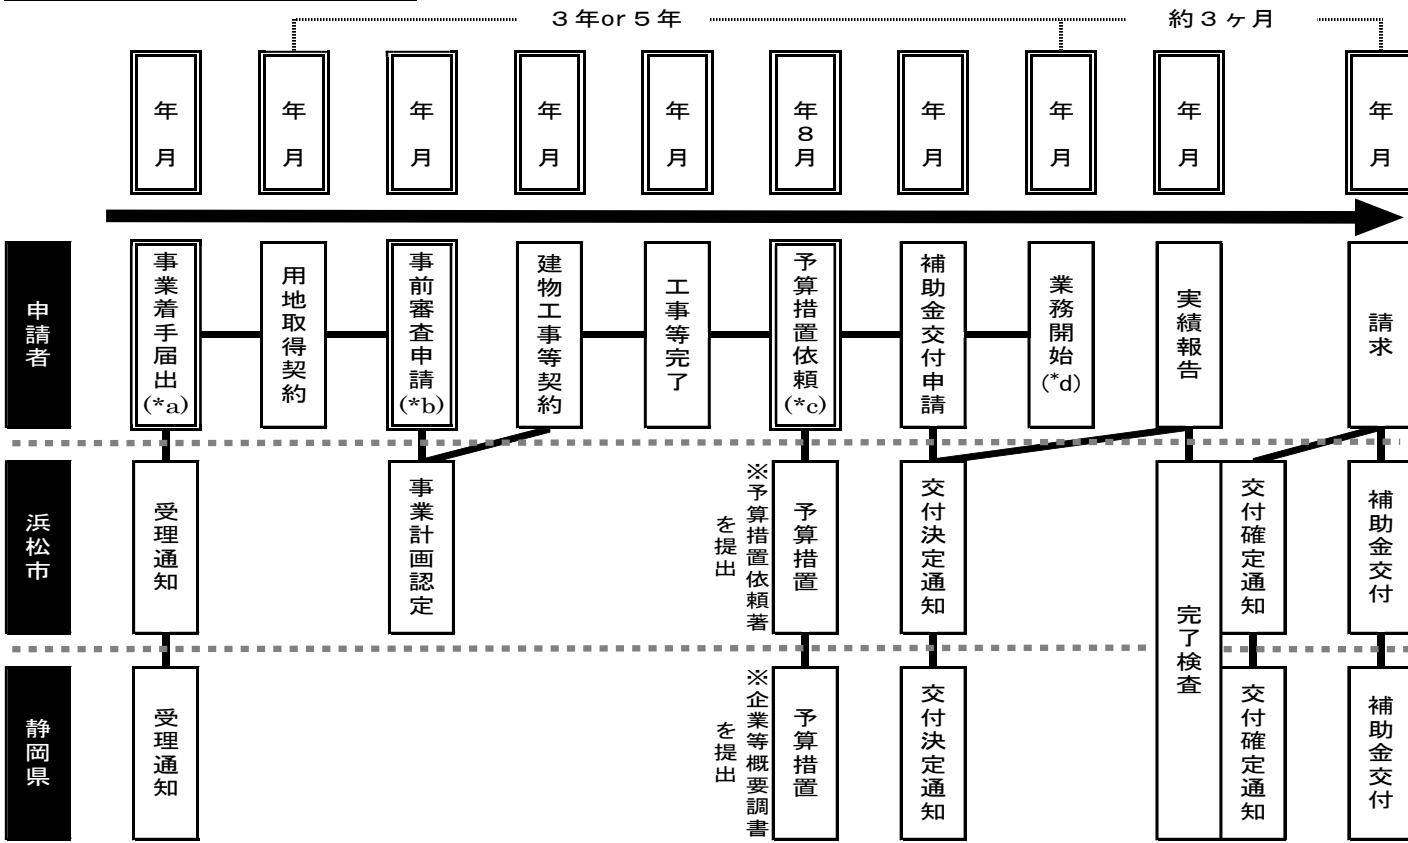 ３年or５年
約３ヶ月
年 月
年 月
年 月
年 月
年 月
年 8 月
年 月
年 月
年 月
年 月
申請者
事業着手届出(*a)
用地取得契約
事前審査申請(*b)
建物工事等契約
工事等完了
予算措置依頼(*c)
補助金交付申請
業務開始(*d)
実績報告
請求
浜松市
受理通知
事業計画認定
※予算措置依頼著
を提出
予算措置
交付決定通知
完了検査
交付確定通知
補助金交付
静岡県
受理通知
※企業等概要調書
を提出
予算措置
交付決定通知
交付確定通知
補助金交付